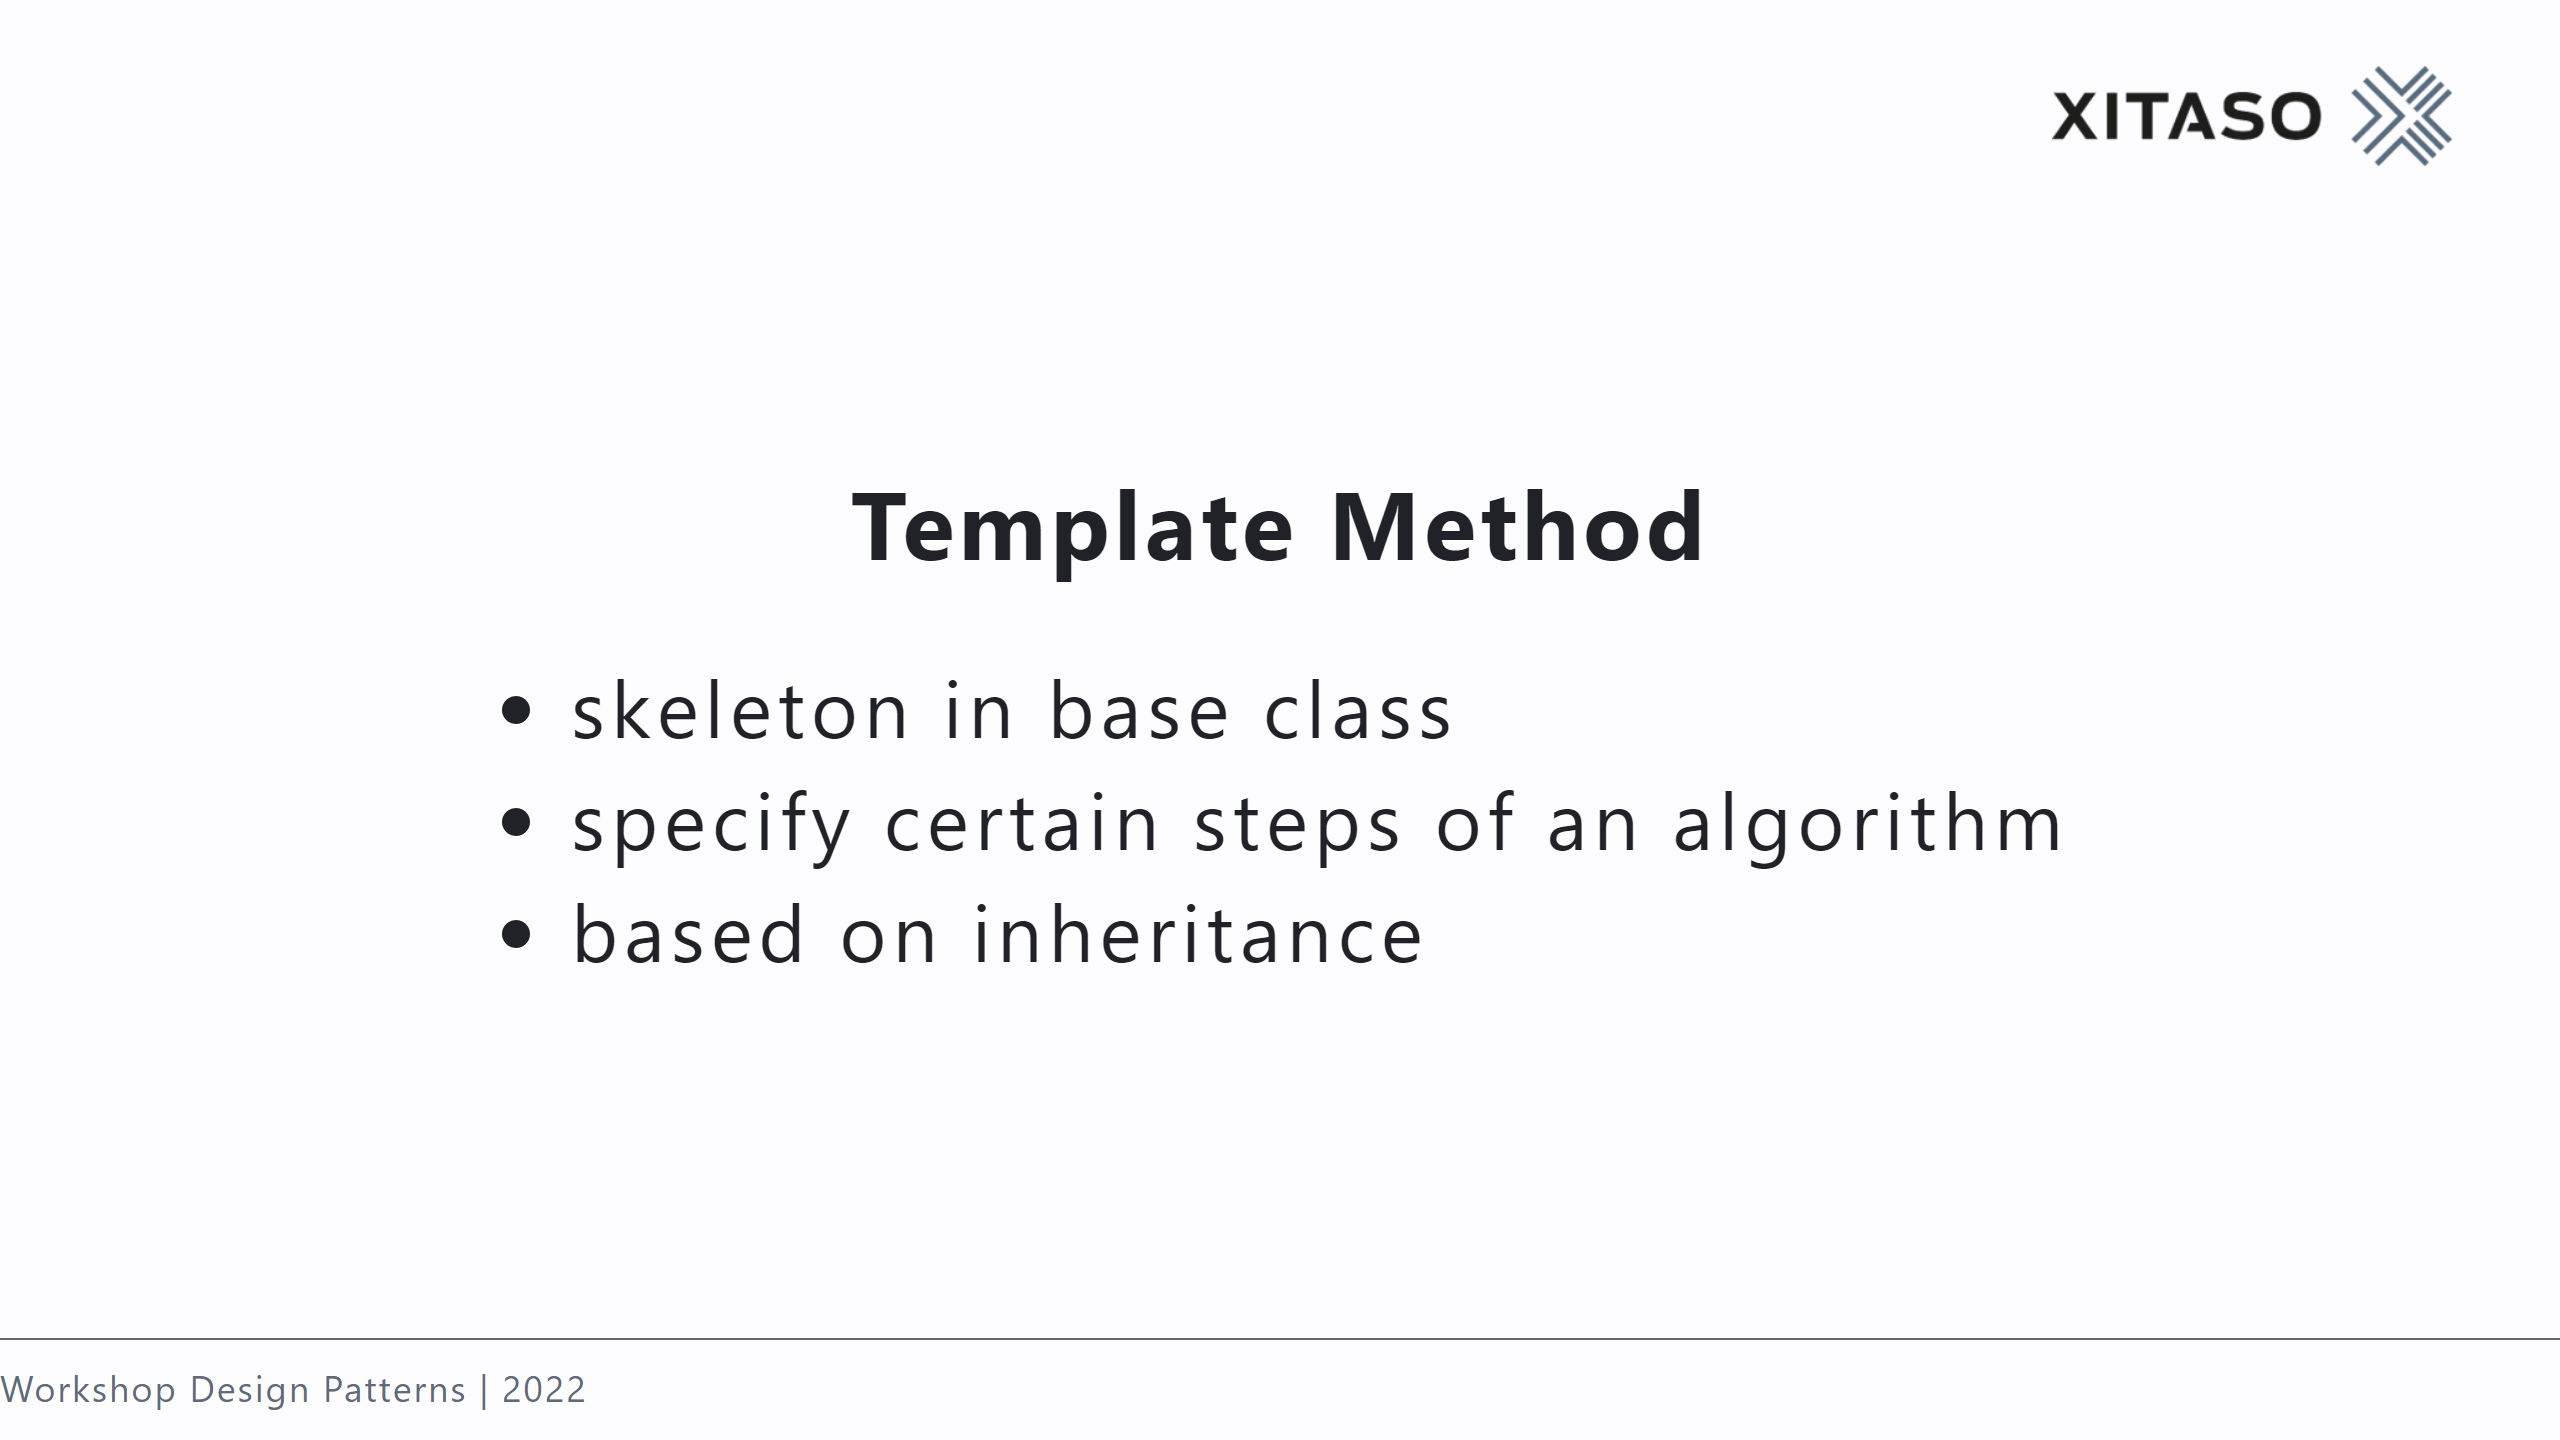 XITASO
Template Method
• skeleton in base class
• specify certain steps of an algorithm
• based on inheritance
Workshop Design Patterns | 2022